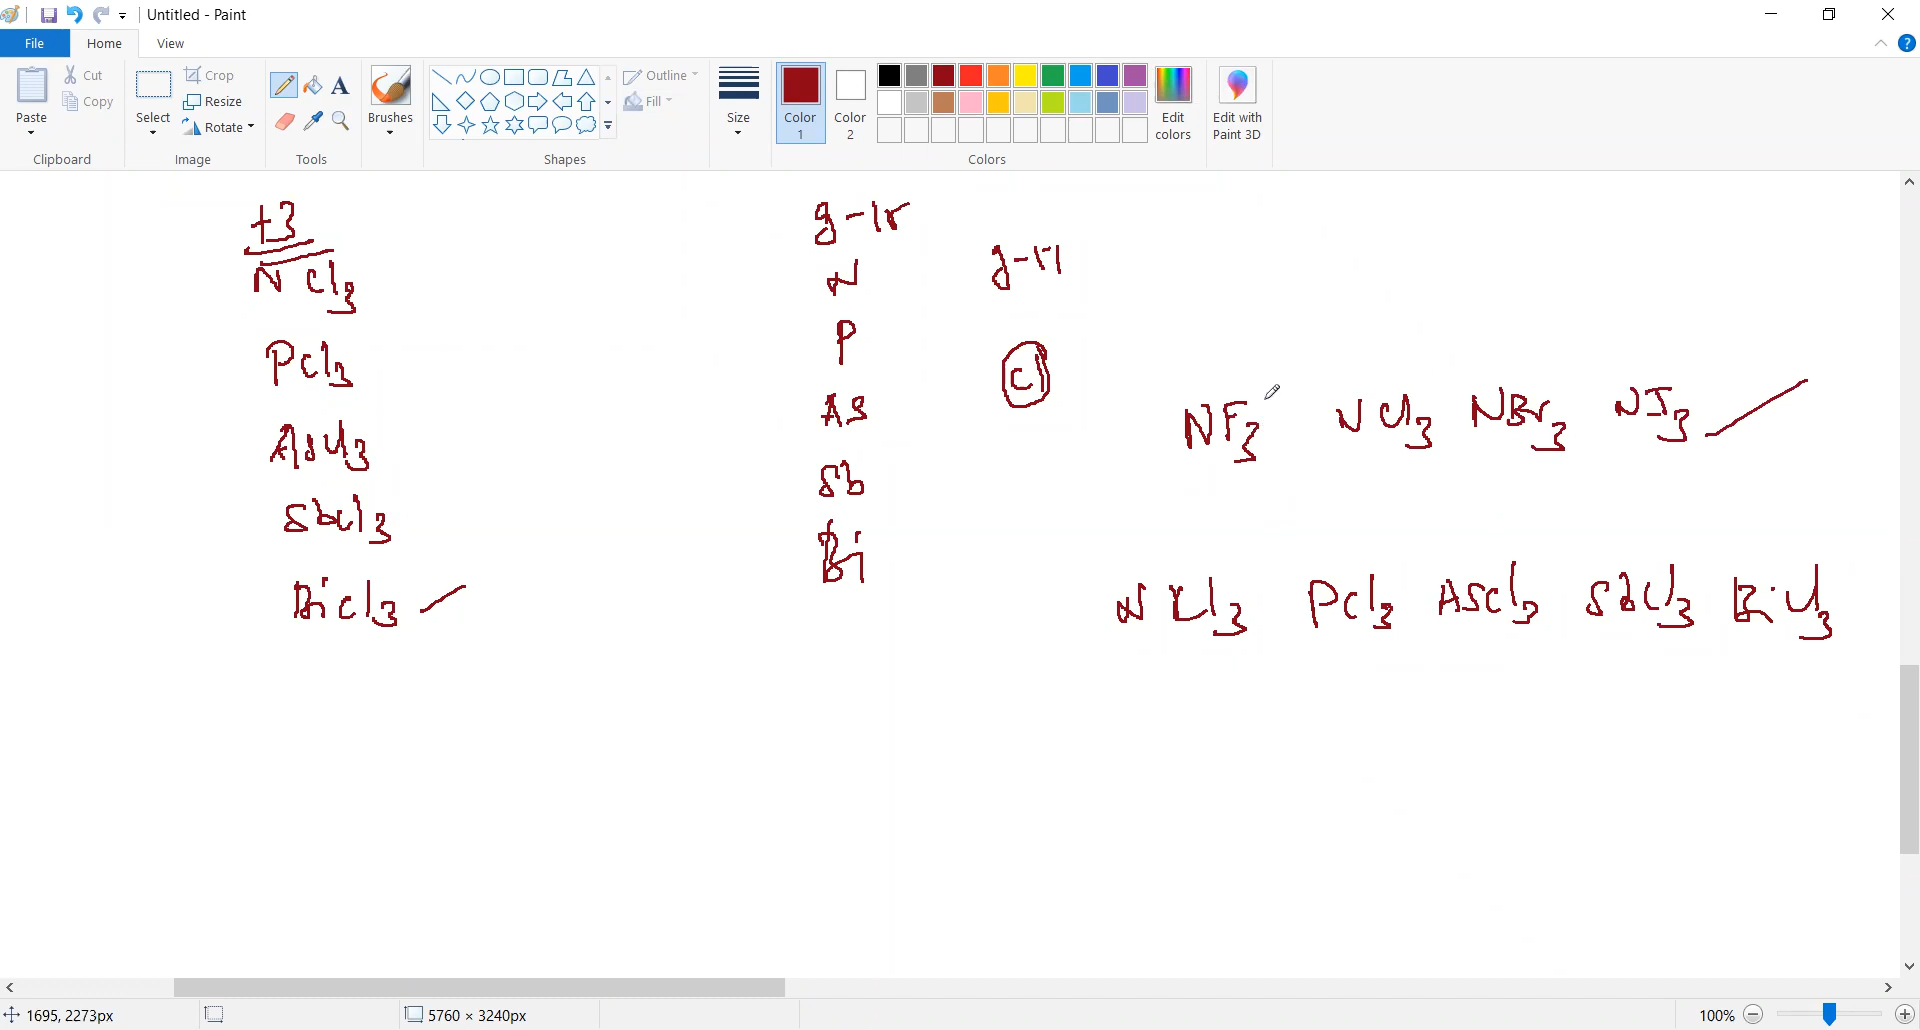 Untitled - Paint
File Home View
Paste
Cut
Copy
Clipboard
Select
Crop
Resize
Rotate
Image
Tools
Brushes
Shapes
Outline
Fill
Size
Color 1
Color 2
Colors
Edit colors
Edit with Paint 3D
+3
NCl3
PCl3
AsCl3
SbCl3
BiCl3
g-15
N
P
As
Sb
Bi
g-17
Cl
NF3 NCl3 NBr3 NI3
NCl3 PCl3 AsCl3 SbCl3 BiCl3
1695, 2273px
5760 × 3240px
100%